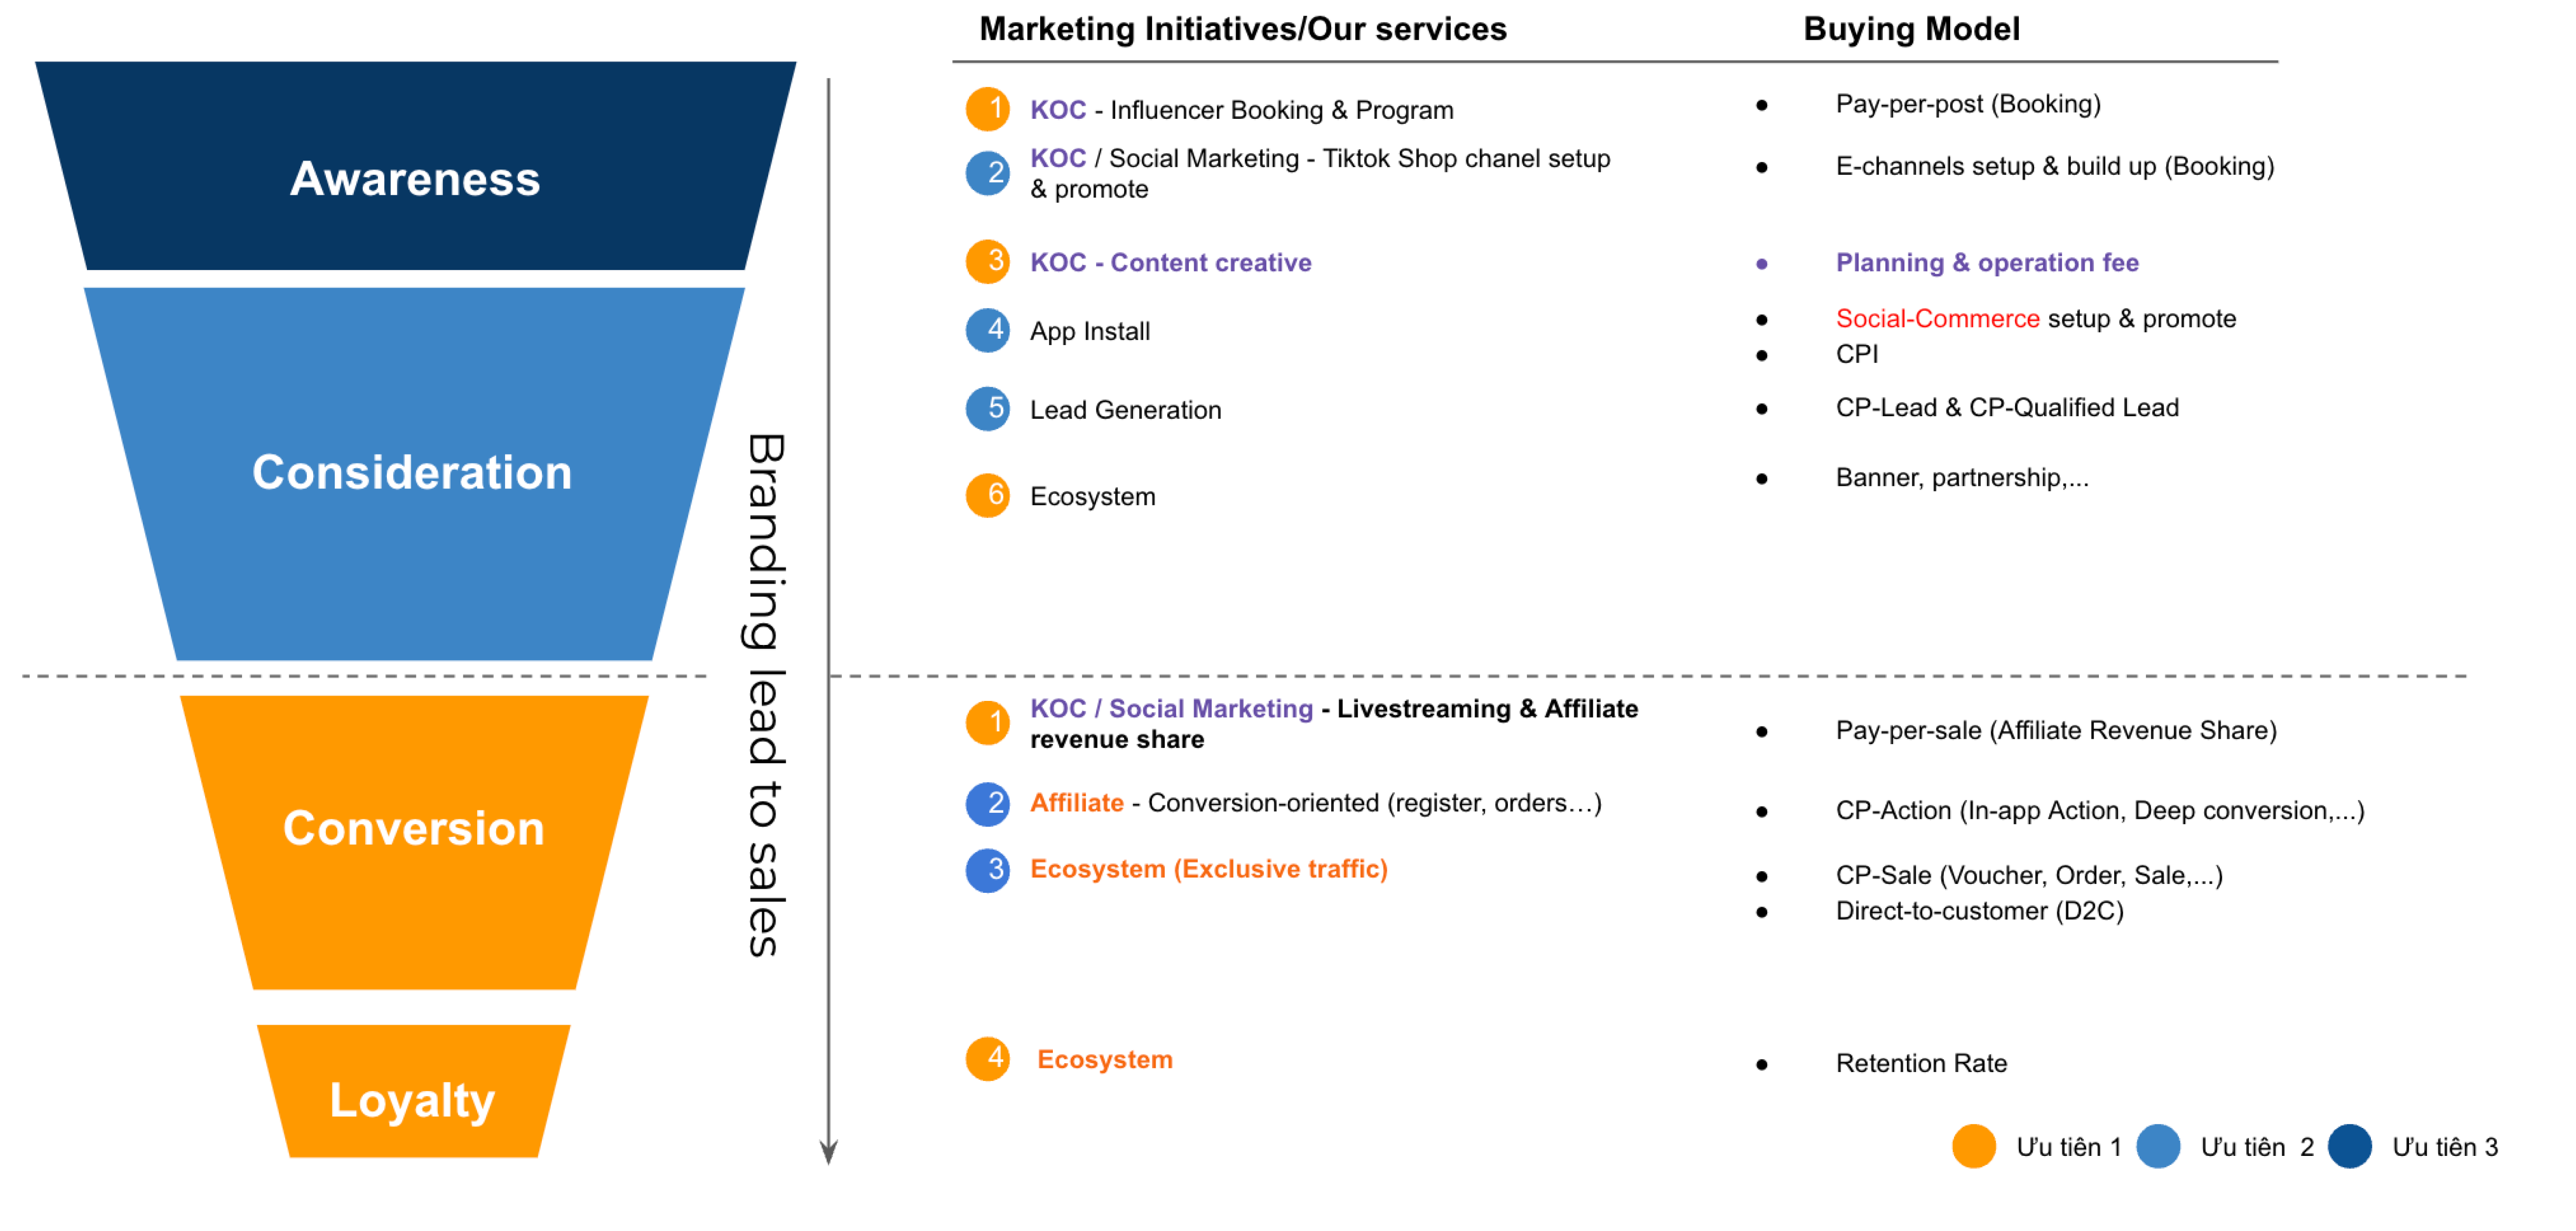 Marketing Initiatives/Our services
Buying Model
Awareness
Consideration
Conversion
Loyalty
Branding lead to sales
1 KOC - Influencer Booking & Program
● Pay-per-post (Booking)
2 KOC / Social Marketing - Tiktok Shop chanel setup
& promote
● E-channels setup & build up (Booking)
3 KOC - Content creative
● Planning & operation fee
4 App Install
● Social-Commerce setup & promote
● CPI
5 Lead Generation
● CP-Lead & CP-Qualified Lead
6 Ecosystem
● Banner, partnership,...
1 KOC / Social Marketing - Livestreaming & Affiliate
revenue share
● Pay-per-sale (Affiliate Revenue Share)
2 Affiliate - Conversion-oriented (register, orders…)
● CP-Action (In-app Action, Deep conversion,...)
3 Ecosystem (Exclusive traffic)
● CP-Sale (Voucher, Order, Sale,...)
● Direct-to-customer (D2C)
4 Ecosystem
● Retention Rate
Ưu tiên 1
Ưu tiên 2
Ưu tiên 3